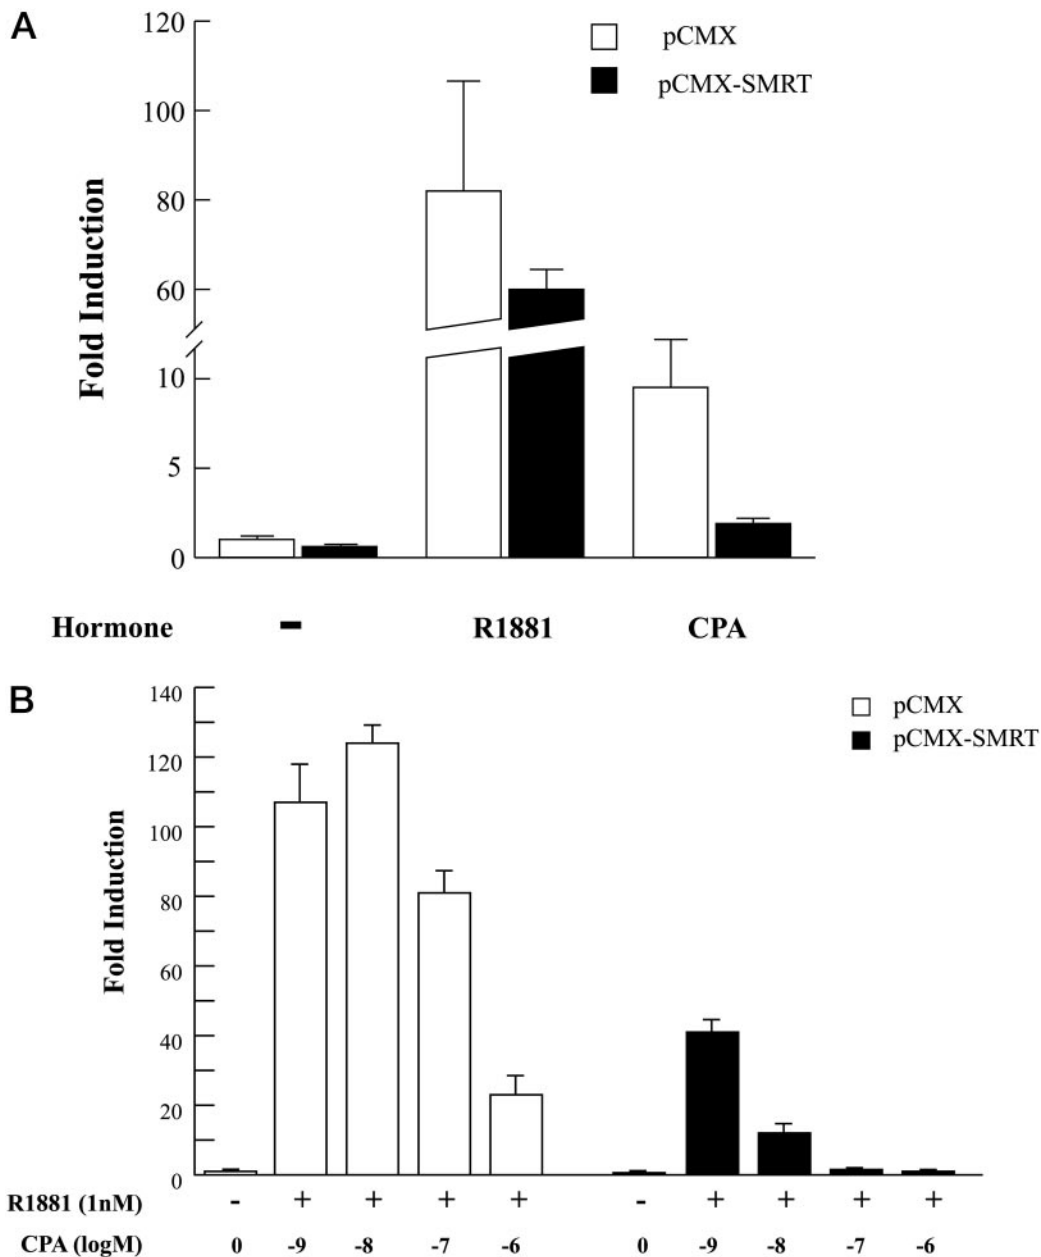 A
120
100
80
60
10
5
0
Fold Induction
pCMX
pCMX-SMRT
Hormone - R1881 CPA
B
140
120
100
80
60
40
20
0
Fold Induction
pCMX
pCMX-SMRT
R1881 (1nM) - + + + + - + + + +
CPA (logM) 0 -9 -8 -7 -6 0 -9 -8 -7 -6